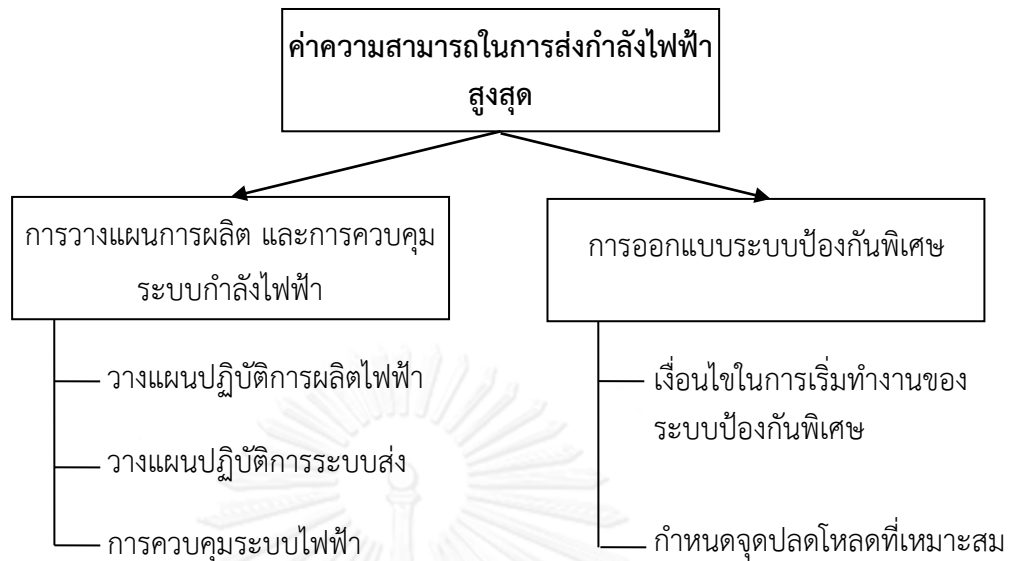 ค่าความสามารถในการส่งกำลังไฟฟ้า
สูงสุด
การวางแผนการผลิต และการควบคุม
ระบบกำลังไฟฟ้า
วางแผนปฏิบัติการผลิตไฟฟ้า
วางแผนปฏิบัติการระบบส่ง
การควบคุมระบบไฟฟ้า
การออกแบบระบบป้องกันพิเศษ
เงื่อนไขในการเริ่มทำงานของ
ระบบป้องกันพิเศษ
กำหนดจุดปลดโหลดที่เหมาะสม